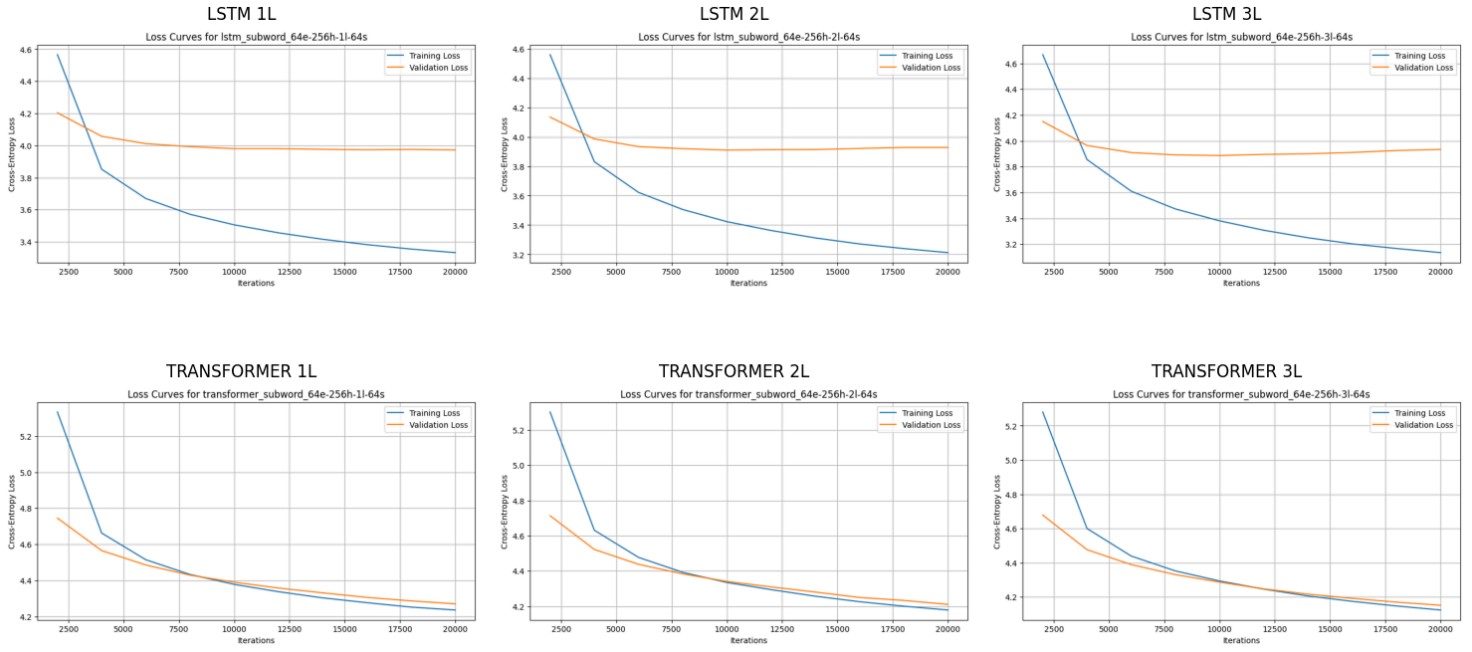 LSTM 1L
Loss Curves for lstm_subword_64e-256h-1l-64s
Training Loss
Validation Loss
Cross-Entropy Loss
4.6
4.4
4.2
4.0
3.8
3.6
3.4
2500 5000 7500 10000 12500 15000 17500 20000
Iterations
LSTM 2L
Loss Curves for lstm_subword_64e-256h-2l-64s
Training Loss
Validation Loss
Cross-Entropy Loss
4.6
4.4
4.2
4.0
3.8
3.6
3.4
3.2
2500 5000 7500 10000 12500 15000 17500 20000
Iterations
LSTM 3L
Loss Curves for lstm_subword_64e-256h-3l-64s
Training Loss
Validation Loss
Cross-Entropy Loss
4.6
4.4
4.2
4.0
3.8
3.6
3.4
3.2
2500 5000 7500 10000 12500 15000 17500 20000
Iterations
TRANSFORMER 1L
Loss Curves for transformer_subword_64e-256h-1l-64s
Training Loss
Validation Loss
Cross-Entropy Loss
5.2
5.0
4.8
4.6
4.4
4.2
2500 5000 7500 10000 12500 15000 17500 20000
Iterations
TRANSFORMER 2L
Loss Curves for transformer_subword_64e-256h-2l-64s
Training Loss
Validation Loss
Cross-Entropy Loss
5.2
5.0
4.8
4.6
4.4
4.2
2500 5000 7500 10000 12500 15000 17500 20000
Iterations
TRANSFORMER 3L
Loss Curves for transformer_subword_64e-256h-3l-64s
Training Loss
Validation Loss
Cross-Entropy Loss
5.2
5.0
4.8
4.6
4.4
4.2
2500 5000 7500 10000 12500 15000 17500 20000
Iterations